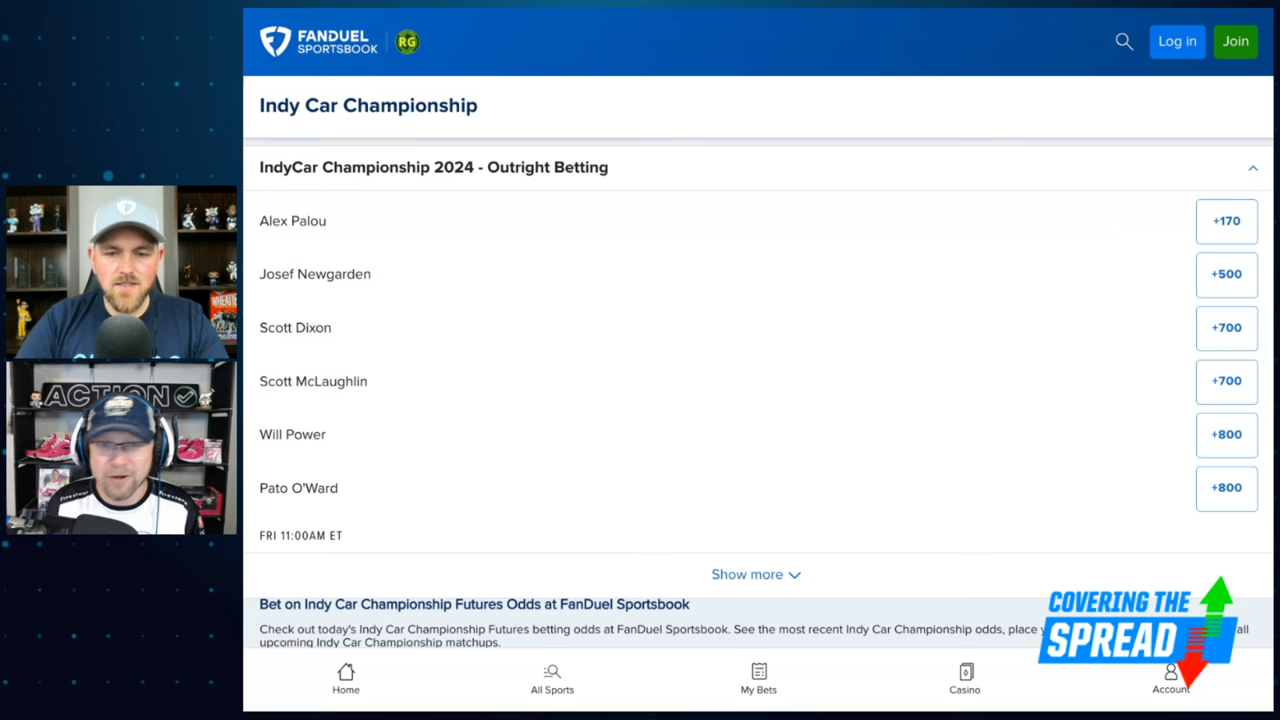 FANDUEL
SPORTSBOOK
RG
Log in
Join
Indy Car Championship
IndyCar Championship 2024 - Outright Betting
Alex Palou
+170
Josef Newgarden
+500
Scott Dixon
+700
Scott McLaughlin
+700
Will Power
+800
Pato O'Ward
+800
FRI 11:00AM ET
Show more
Bet on Indy Car Championship Futures Odds at FanDuel Sportsbook
Check out today's Indy Car Championship Futures betting odds at FanDuel Sportsbook. See the most recent Indy Car Championship odds, place all
upcoming Indy Car Championship matchups.
Home
All Sports
My Bets
Casino
Account
COVERING THE
SPREAD
WHEATIES
ACTION
Firestone